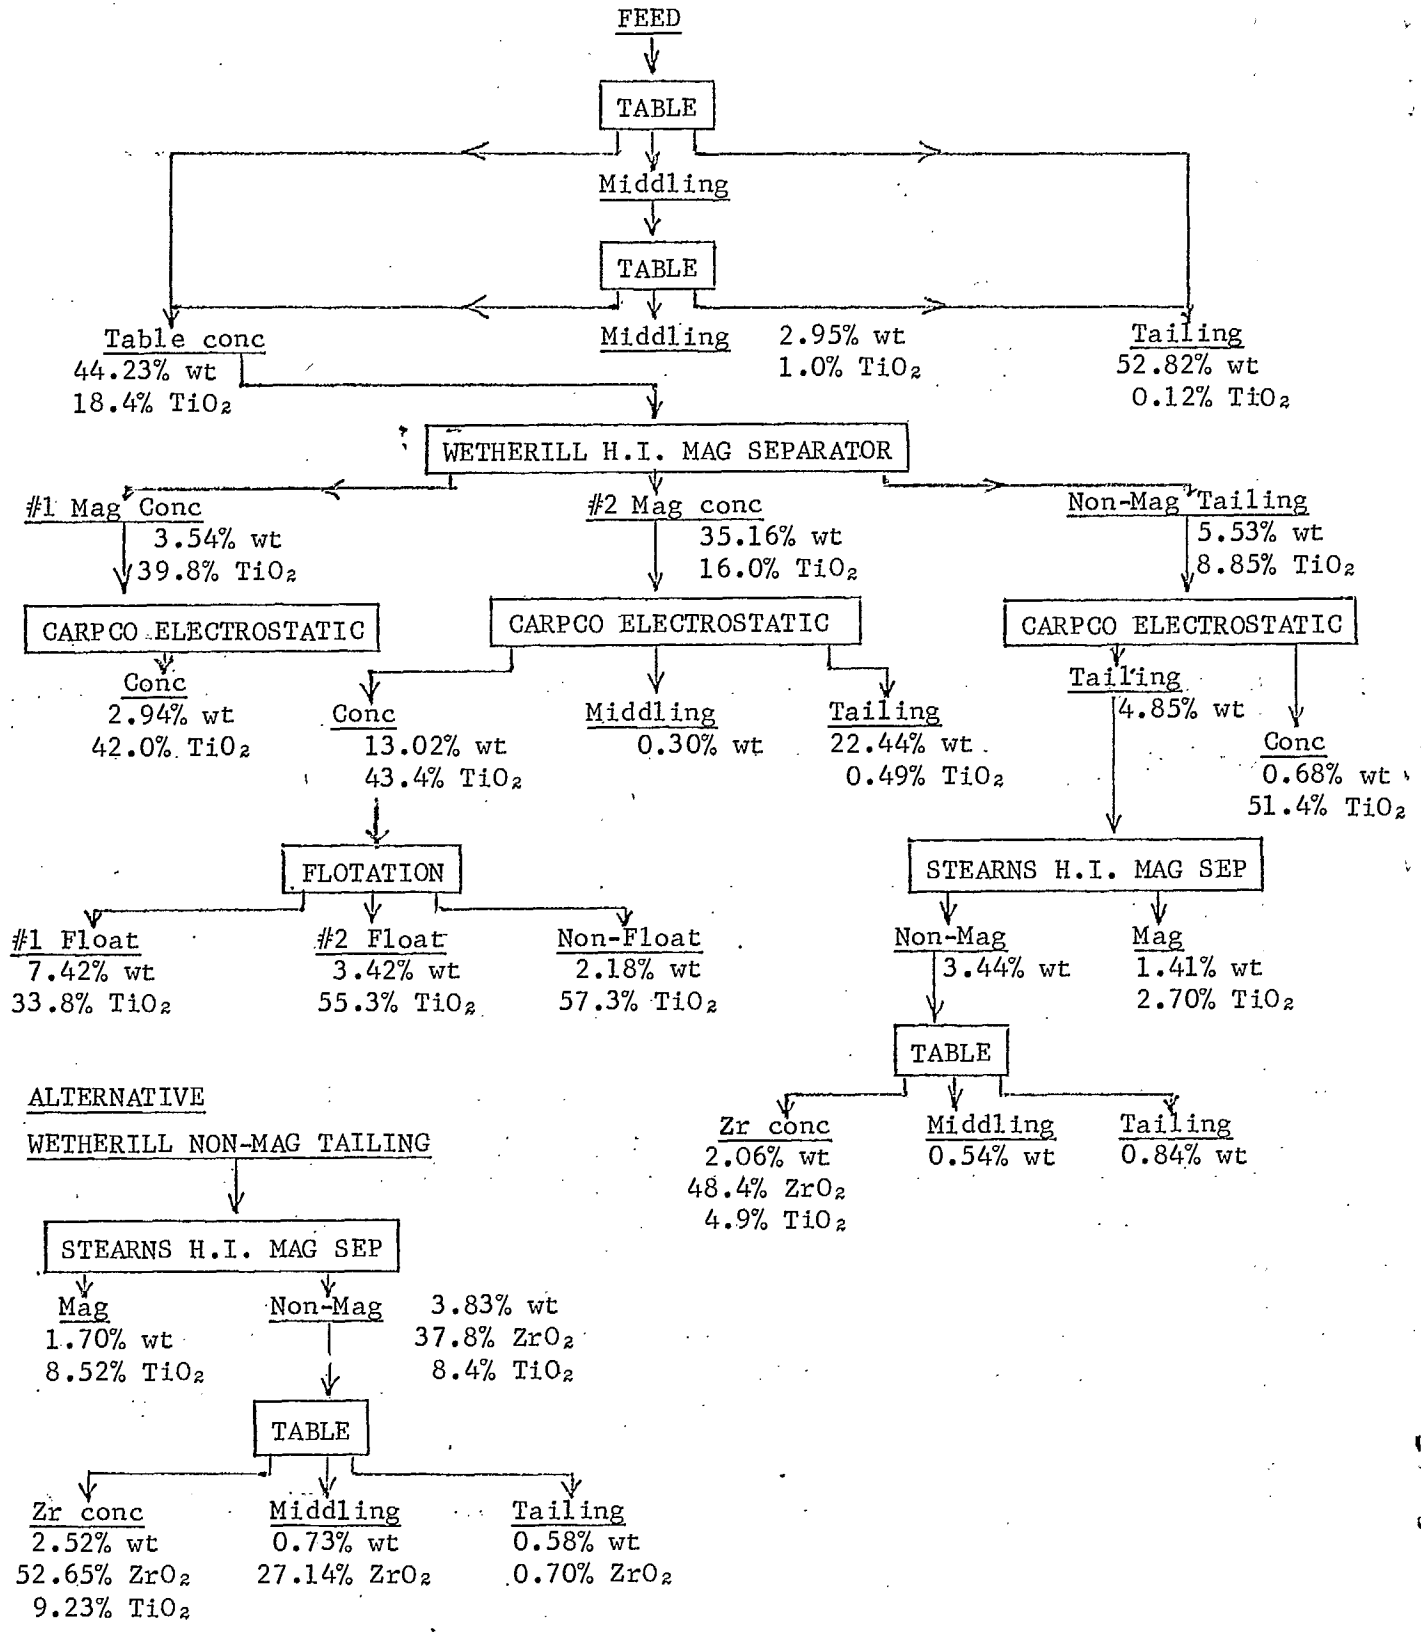 FEED
TABLE
Middling
TABLE
Table conc
44.23% wt
18.4% TiO₂
Middling
2.95% wt
1.0% TiO₂
Tailing
52.82% wt
0.12% TiO₂
WETHERILL H.I. MAG SEPARATOR
#1 Mag Conc
3.54% wt
39.8% TiO₂
#2 Mag conc
35.16% wt
16.0% TiO₂
Non-Mag Tailing
5.53% wt
8.85% TiO₂
CARPCO ELECTROSTATIC
CARPCO ELECTROSTATIC
CARPCO ELECTROSTATIC
Conc
2.94% wt
42.0% TiO₂
Conc
13.02% wt
43.4% TiO₂
Middling
0.30% wt
Tailing
22.44% wt
0.49% TiO₂
Tailing
4.85% wt
Conc
0.68% wt
51.4% TiO₂
FLOTATION
STEARNS H.I. MAG SEP
#1 Float
7.42% wt
33.8% TiO₂
#2 Float
3.42% wt
55.3% TiO₂
Non-Float
2.18% wt
57.3% TiO₂
Non-Mag
3.44% wt
Mag
1.41% wt
2.70% TiO₂
TABLE
Zr conc
2.06% wt
48.4% ZrO₂
4.9% TiO₂
Middling
0.54% wt
Tailing
0.84% wt
ALTERNATIVE
WETHERILL NON-MAG TAILING
STEARNS H.I. MAG SEP
Mag
1.70% wt
8.52% TiO₂
Non-Mag
3.83% wt
37.8% ZrO₂
8.4% TiO₂
TABLE
Zr conc
2.52% wt
52.65% ZrO₂
9.23% TiO₂
Middling
0.73% wt
27.14% ZrO₂
Tailing
0.58% wt
0.70% ZrO₂